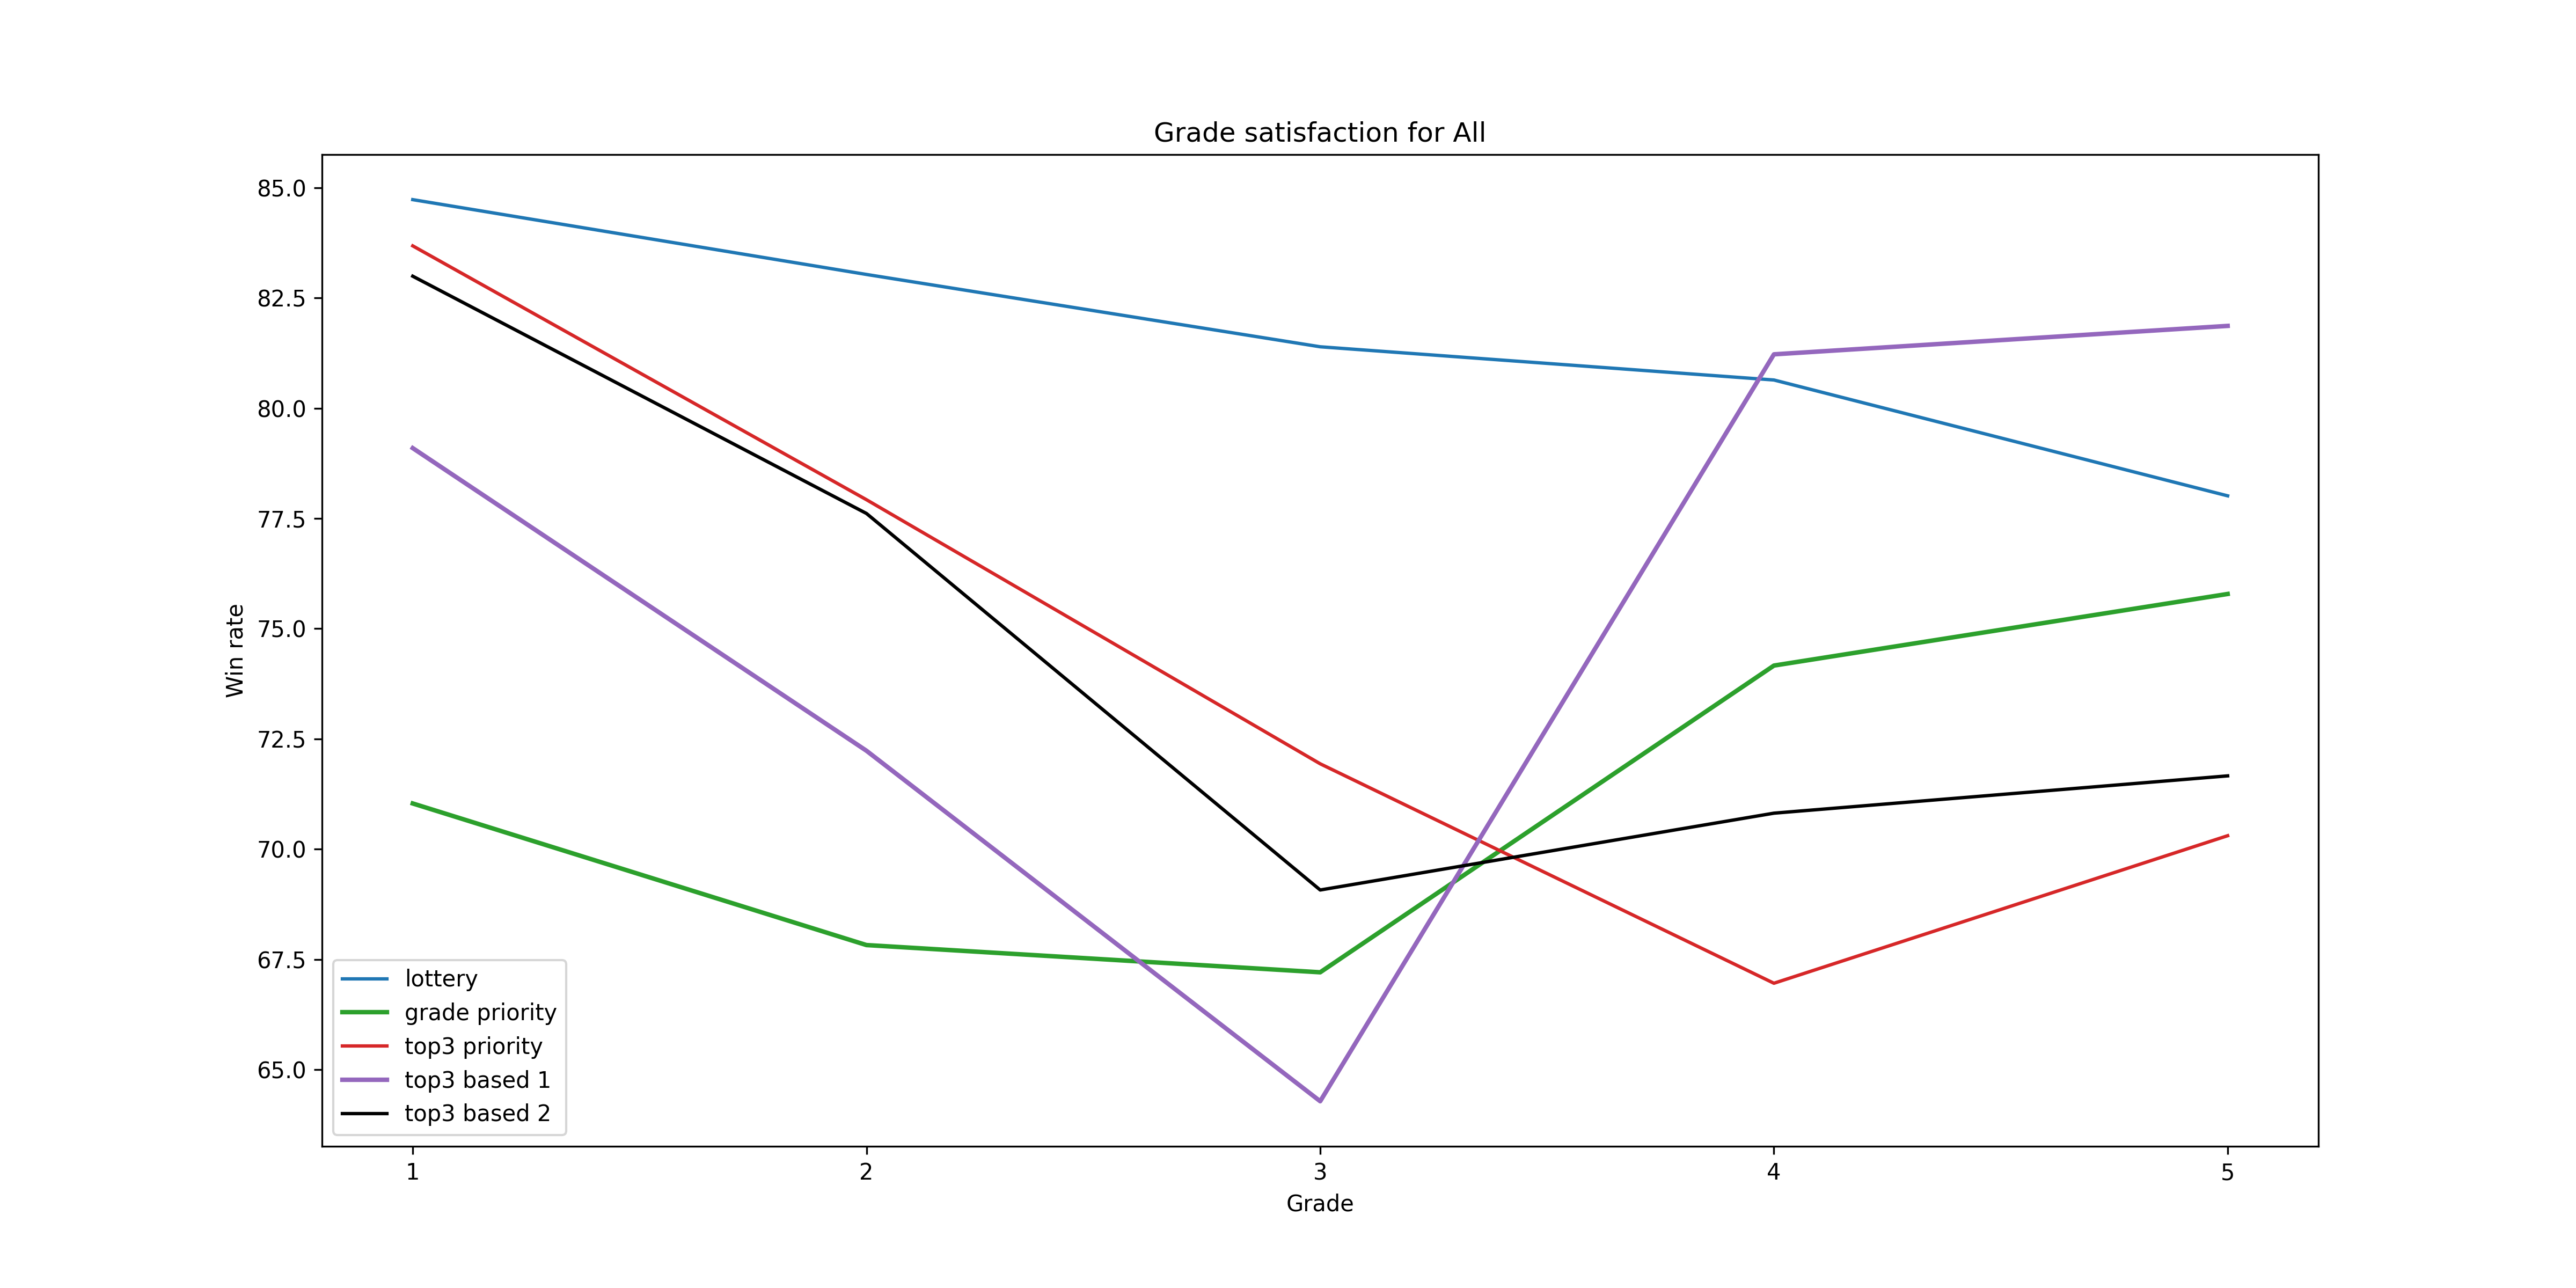 Grade satisfaction for All
85.0
82.5
80.0
77.5
75.0
72.5
70.0
67.5
65.0
Win rate
lottery
grade priority
top3 priority
top3 based 1
top3 based 2
1 2 3 4 5
Grade